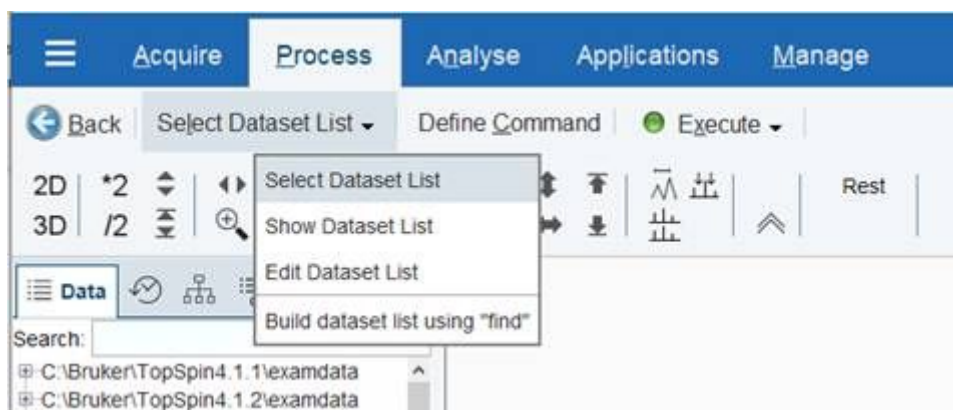 Acquire Process Analyse Applications Manage
Back Select Dataset List Define Command Execute
2D *2
3D /2
Rest
Select Dataset List
Show Dataset List
Edit Dataset List
Build dataset list using "find"
Data
Search:
C:\Bruker\TopSpin4.1.1\examdata
C:\Bruker\TopSpin4.1.2\examdata